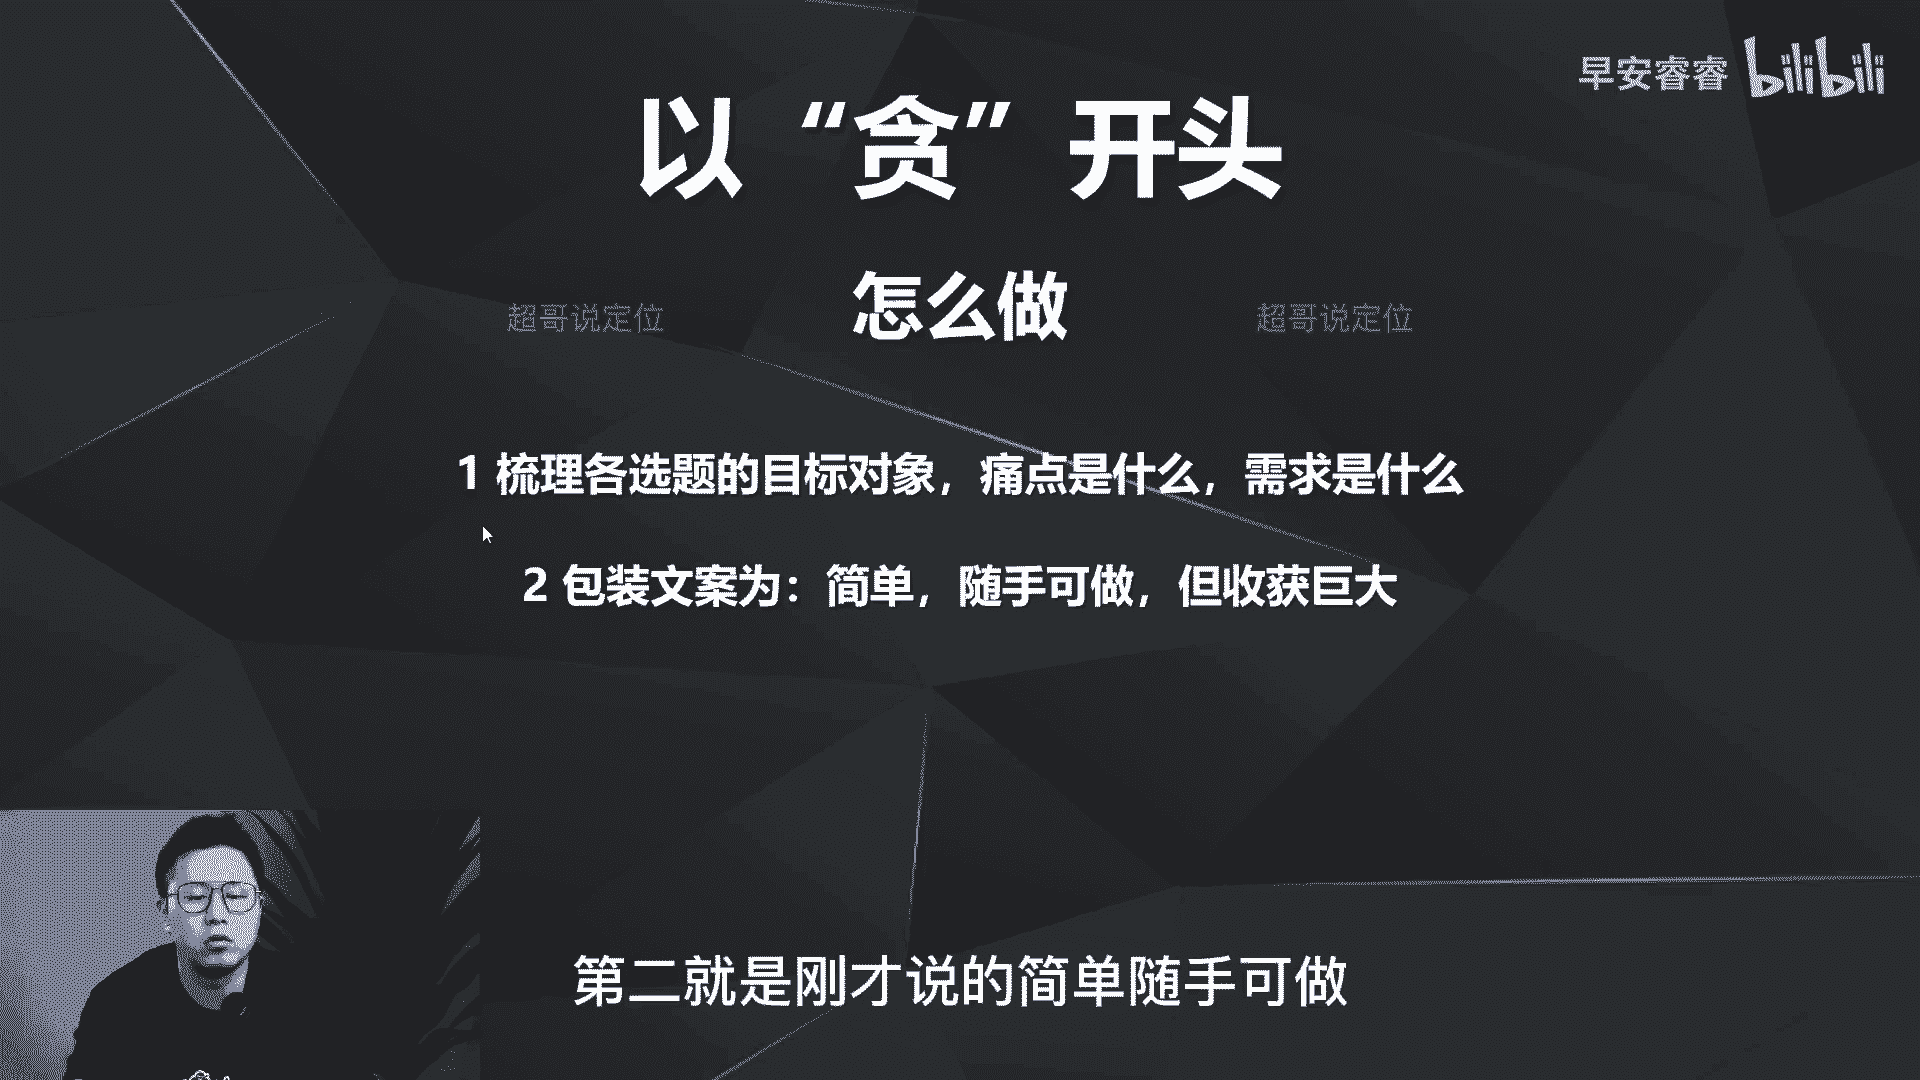 早安睿睿 bilibili
以“贪”开头
怎么做
超哥说定位 超哥说定位
1 梳理各选题的目标对象，痛点是什么，需求是什么
2 包装文案为：简单，随手可做，但收获巨大
第二就是刚才说的简单随手可做